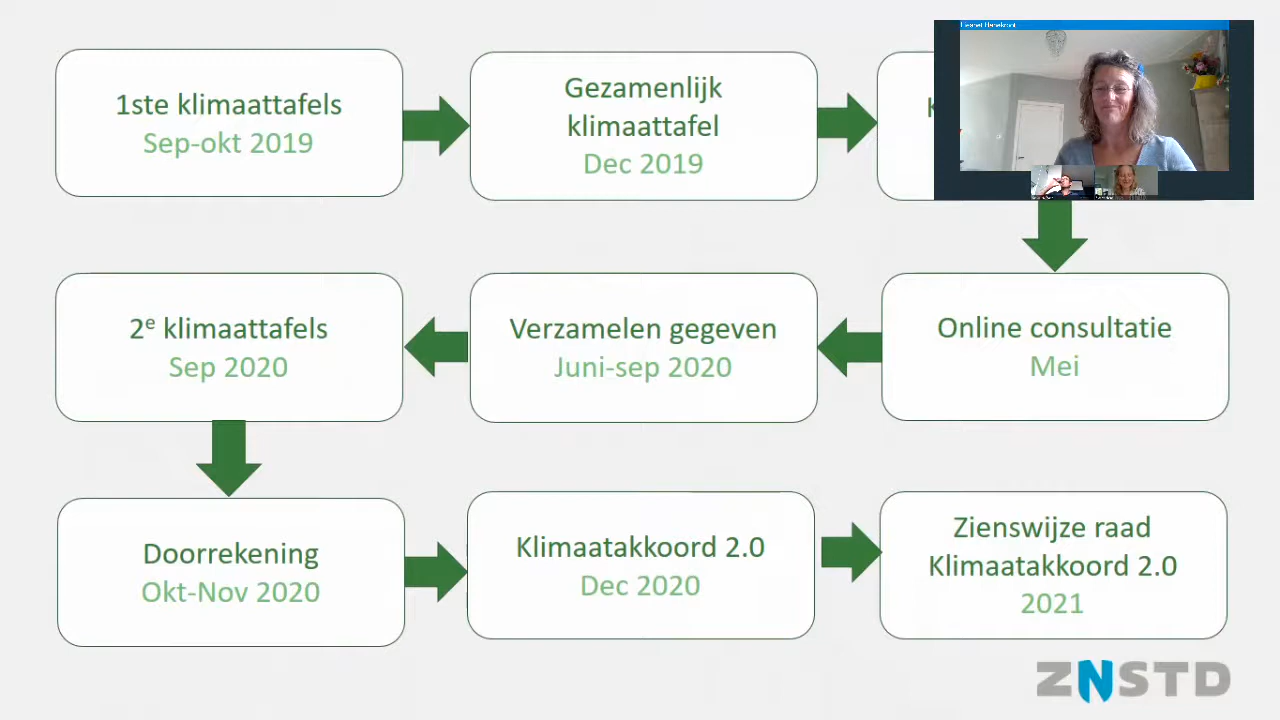 1ste klimaattafels
Sep-okt 2019
Gezamenlijk
klimaattafel
Dec 2019
K
Online consultatie
Mei
Verzamelen gegeven
Juni-sep 2020
2e klimaattafels
Sep 2020
Doorrekening
Okt-Nov 2020
Klimaatakkoord 2.0
Dec 2020
Zienswijze raad
Klimaatakkoord 2.0
2021
ZNSTD